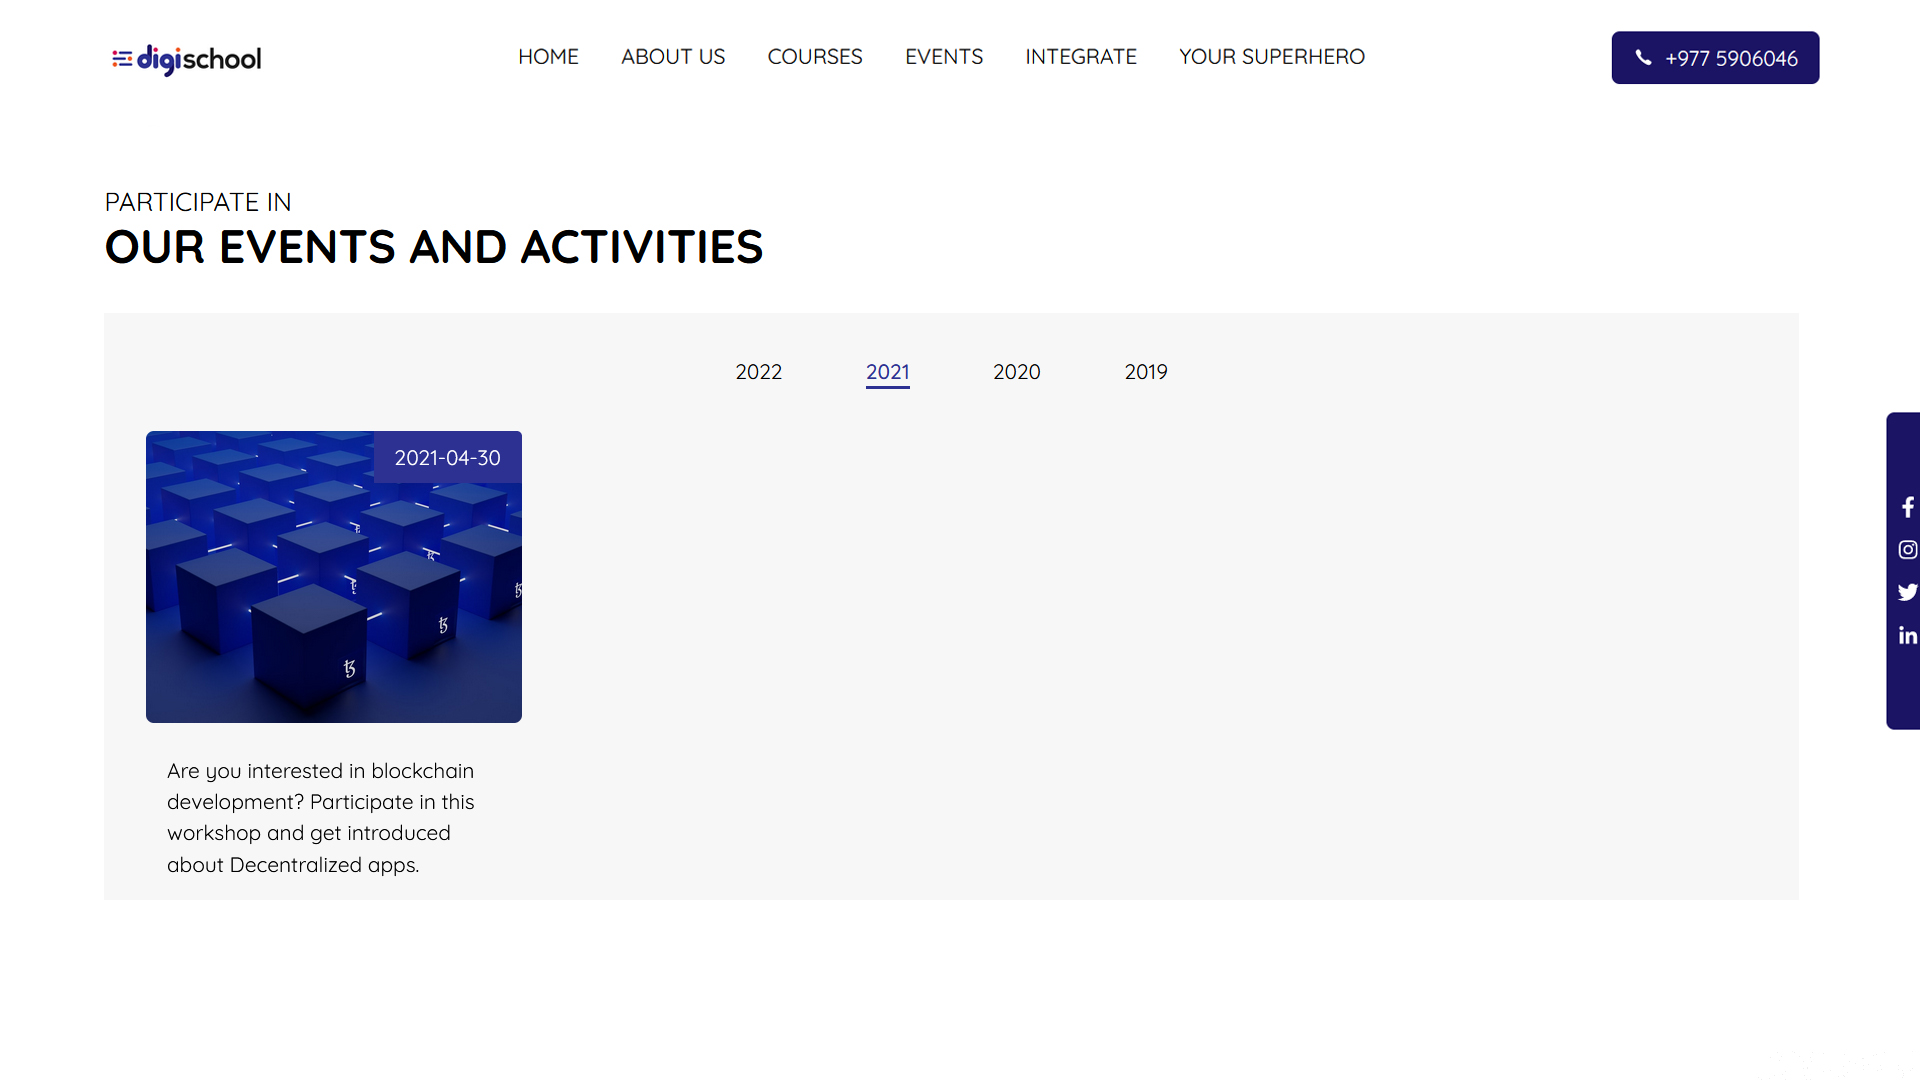 digischool
HOME ABOUT US COURSES EVENTS INTEGRATE YOUR SUPERHERO
+977 5906046
PARTICIPATE IN
OUR EVENTS AND ACTIVITIES
2022 2021 2020 2019
2021-04-30
Are you interested in blockchain
development? Participate in this
workshop and get introduced
about Decentralized apps.